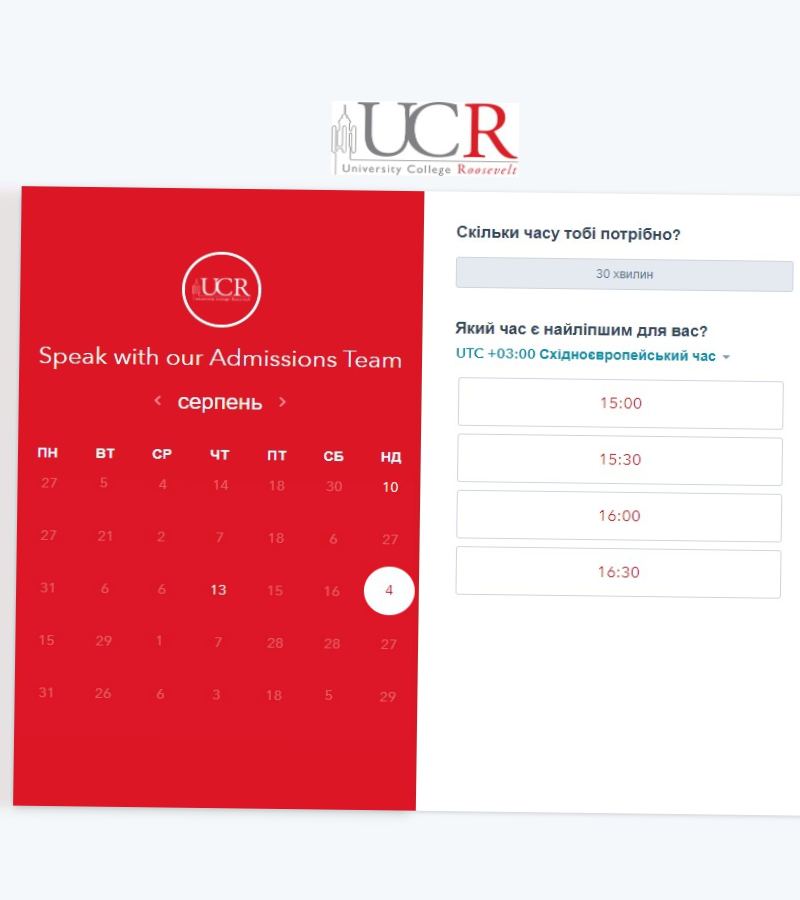 UCR
University College Roosevelt
UCR
Speak with our Admissions Team
серпень
ПН ВТ СР ЧТ ПТ СБ НД
27 5 4 14 18 30 10
27 21 2 7 18 6 27
31 6 6 13 15 16 4
15 29 1 7 28 28 27
31 26 6 3 18 5 29
Скільки часу тобі потрібно?
30 хвилин
Який час є найліпшим для вас?
UTC +03:00 Східноєвропейський час
15:00
15:30
16:00
16:30